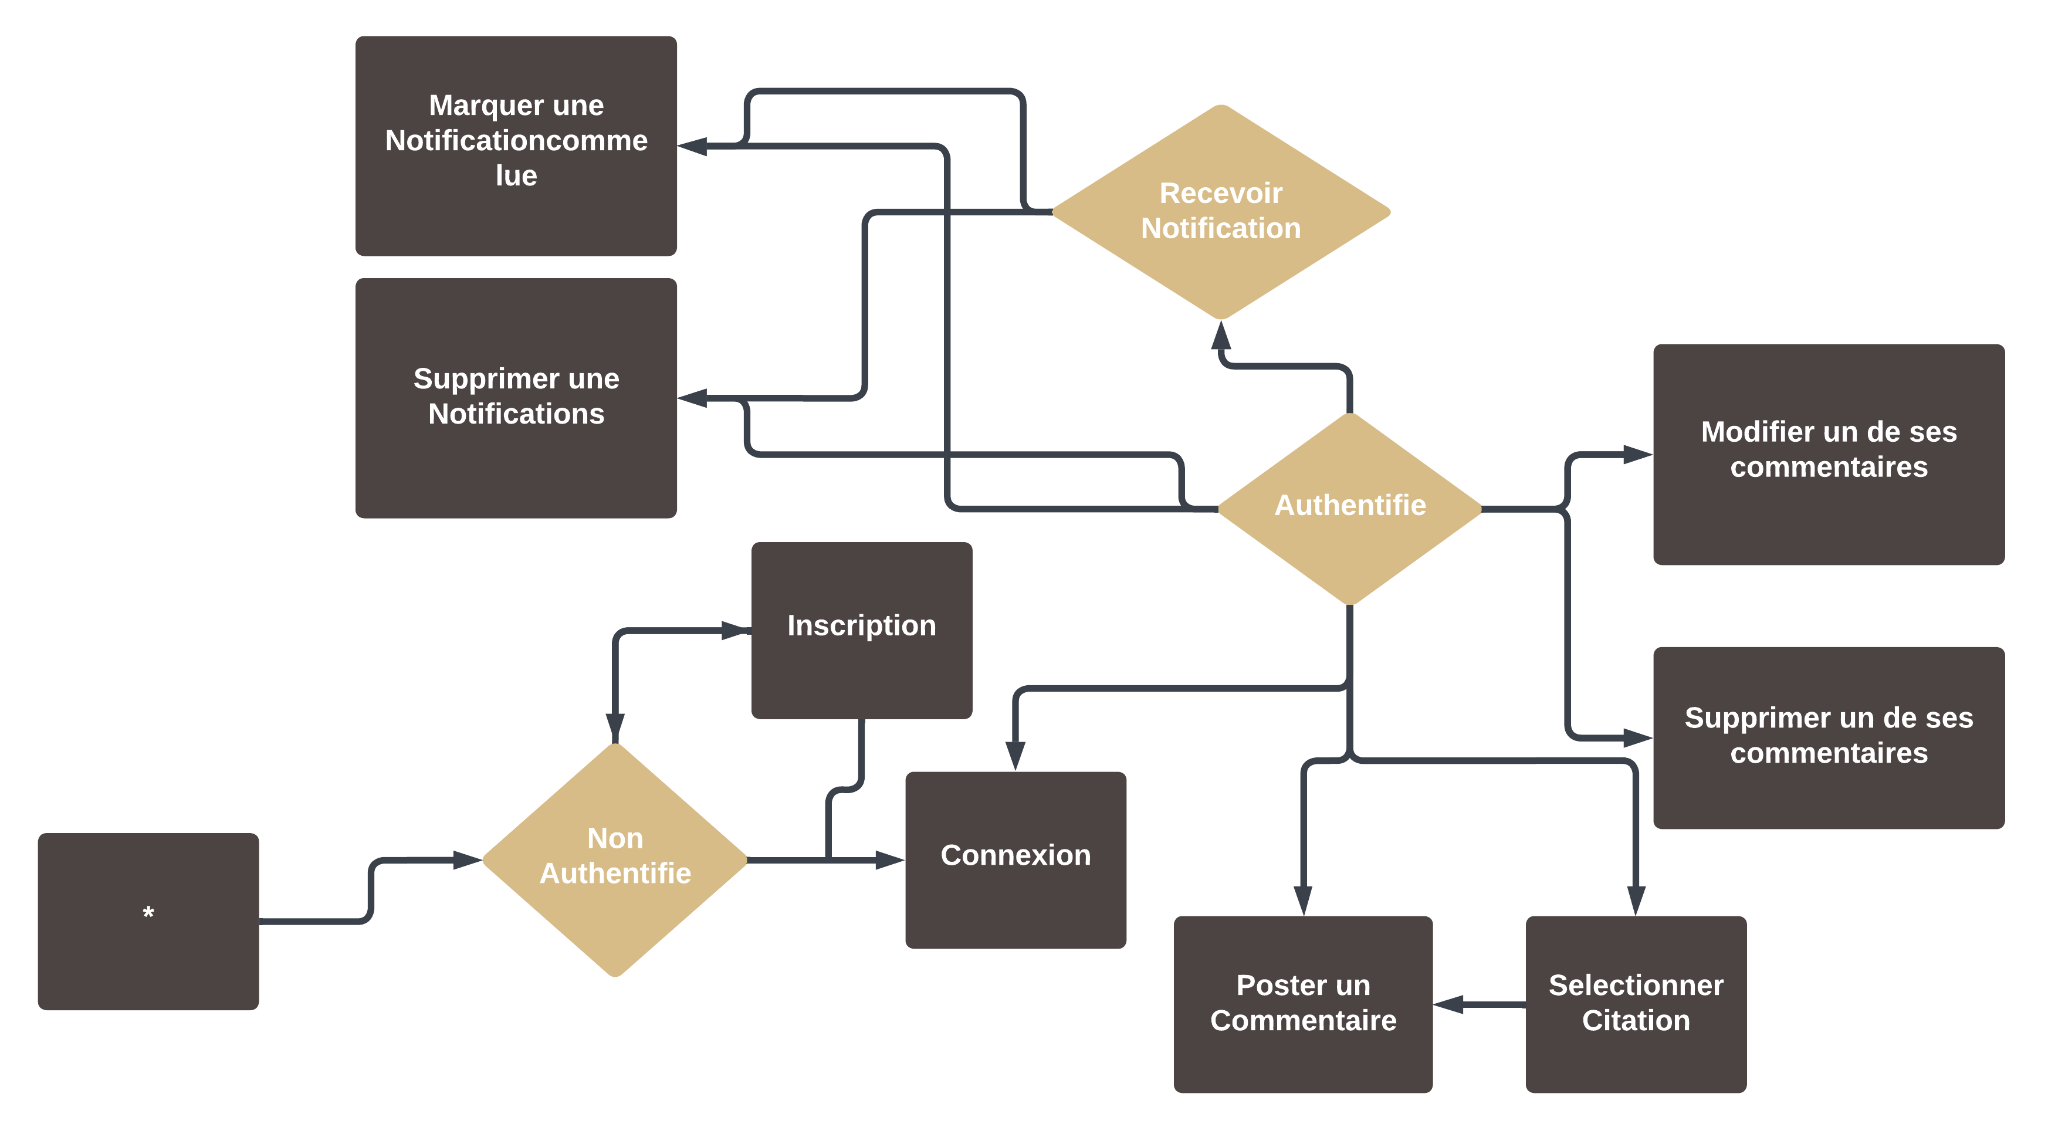 Marquer une
Notificationcomme
lue
Recevoir
Notification
Supprimer une
Notifications
Modifier un de ses
commentaires
Authentifie
Inscription
Supprimer un de ses
commentaires
Non
Authentifie
Connexion
*
Poster un
Commentaire
Selectionner
Citation